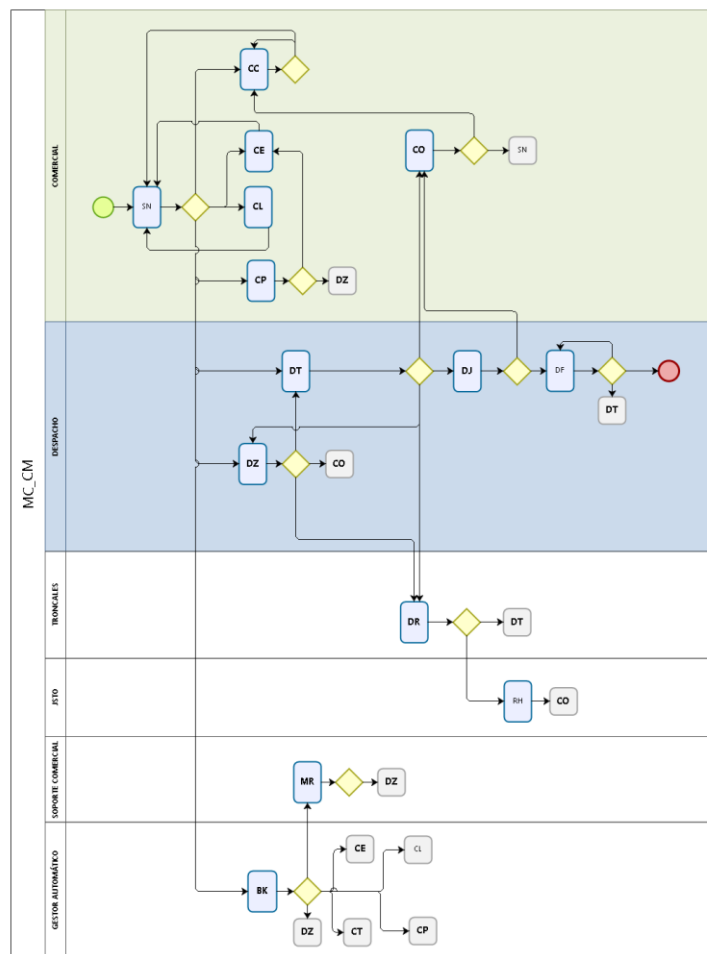 MC_CM
COMERCIAL
CC
CE
CO
SN
SN
CL
CP
DZ
DESPACHO
DT
DJ
DF
DT
DZ
CO
TRONCALES
DR
DT
JSTO
RH
CO
SOPORTE COMERCIAL
MR
DZ
GESTOR AUTOMÁTICO
CE
CL
BK
DZ
CT
CP